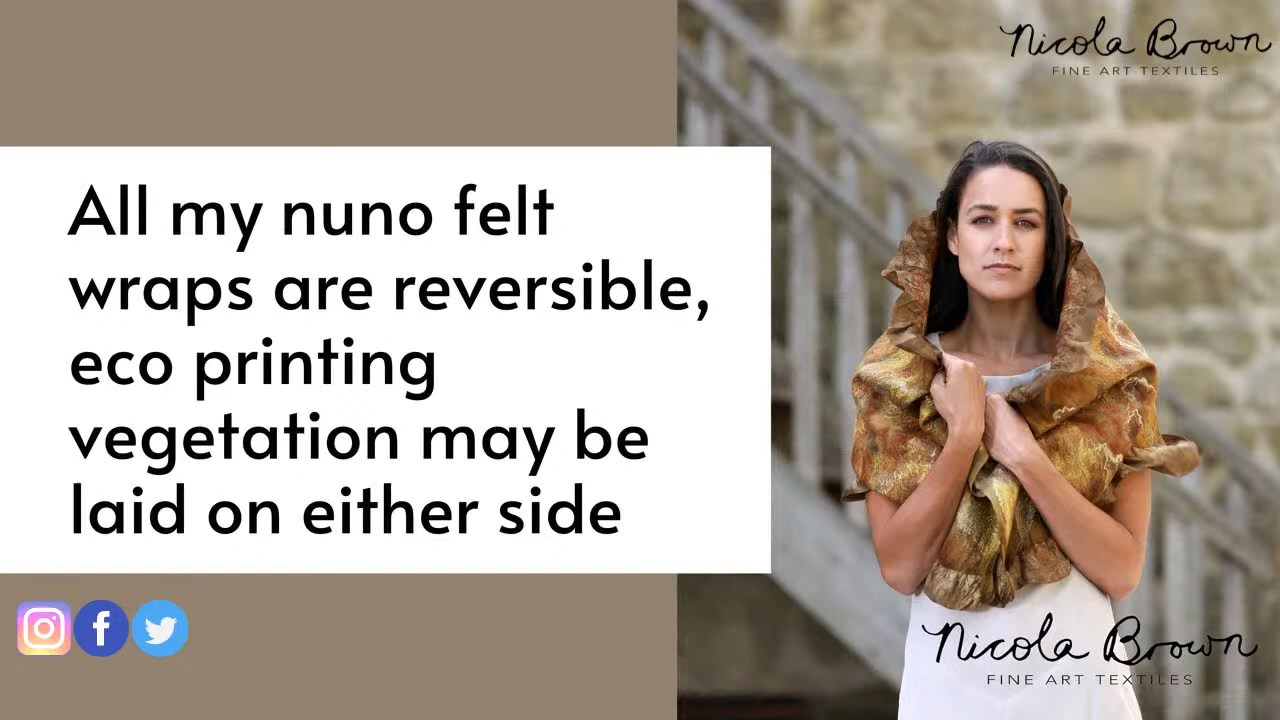 Nicola Brown
FINE ART TEXTILES
All my nuno felt
wraps are reversible,
eco printing
vegetation may be
laid on either side
f
Nicola Brown
FINE ART TEXTILES